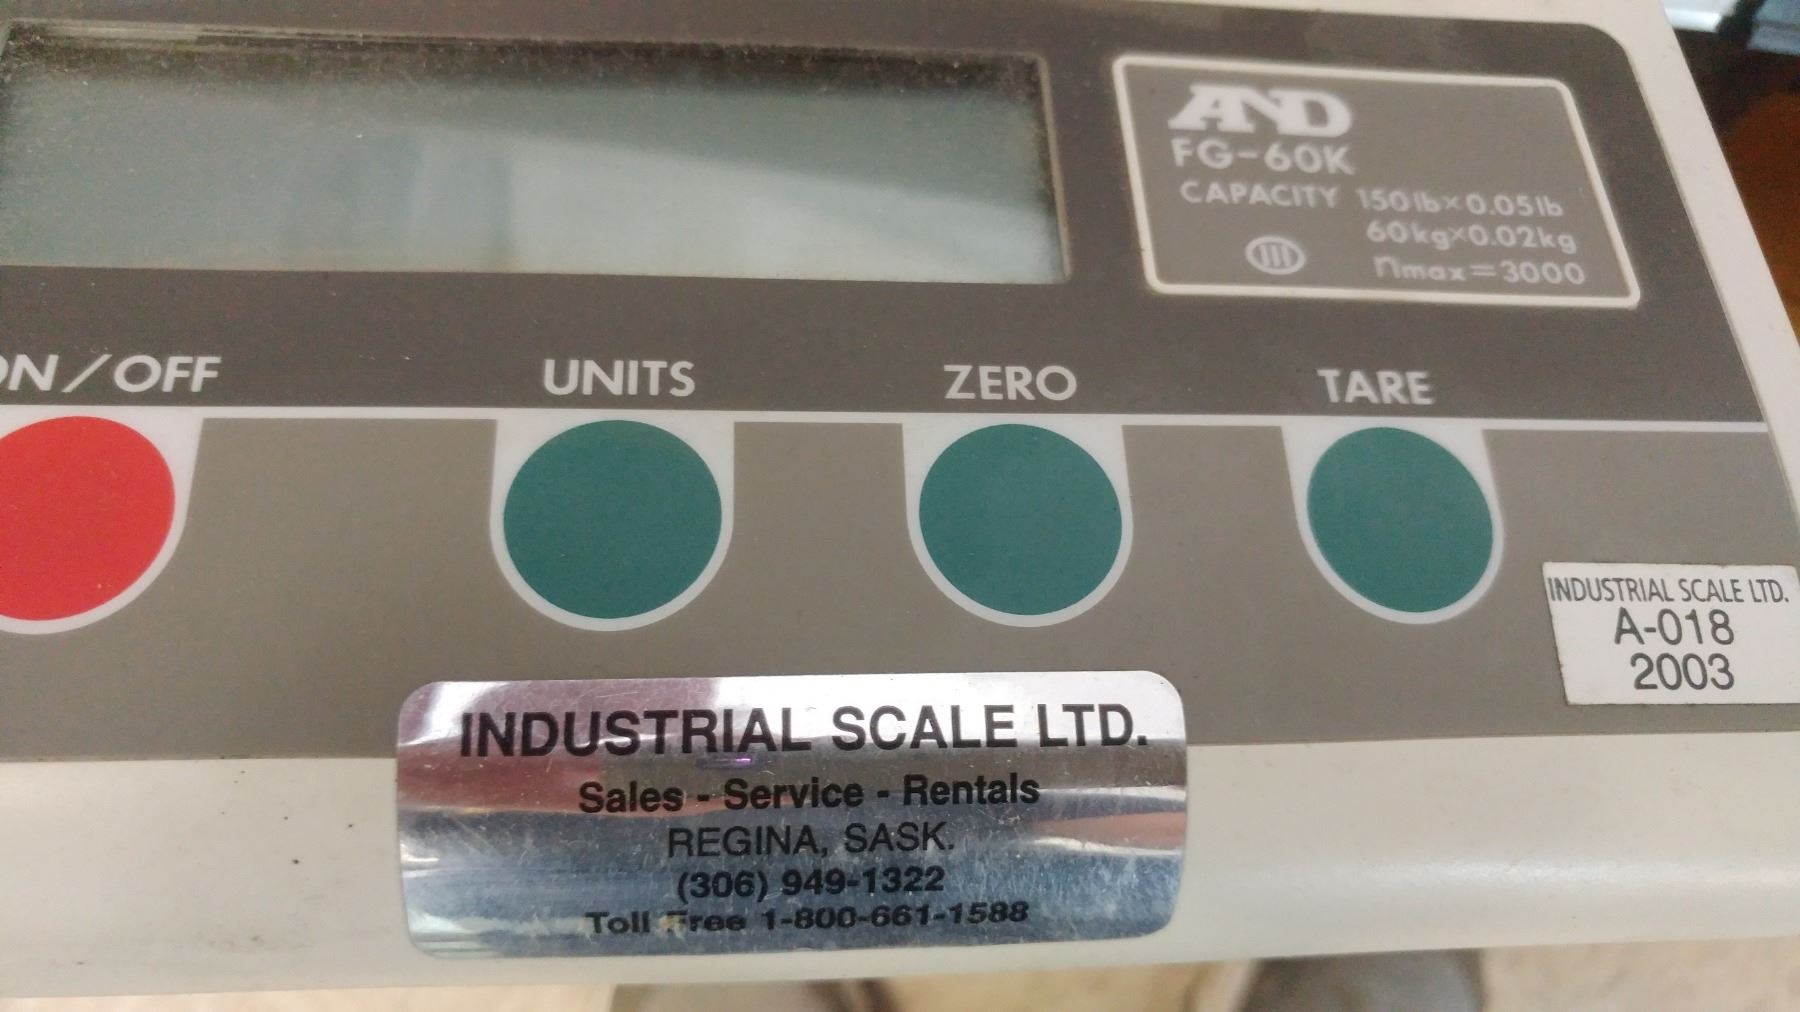 AND
FG-60K
CAPACITY 150lb×0.05lb
60kg×0.02kg
III
nmax=3000
ON/OFF UNITS ZERO TARE
INDUSTRIAL SCALE LTD.
A-018
2003
INDUSTRIAL SCALE LTD.
Sales - Service - Rentals
REGINA, SASK.
(306) 949-1322
Toll Free 1-800-661-1588